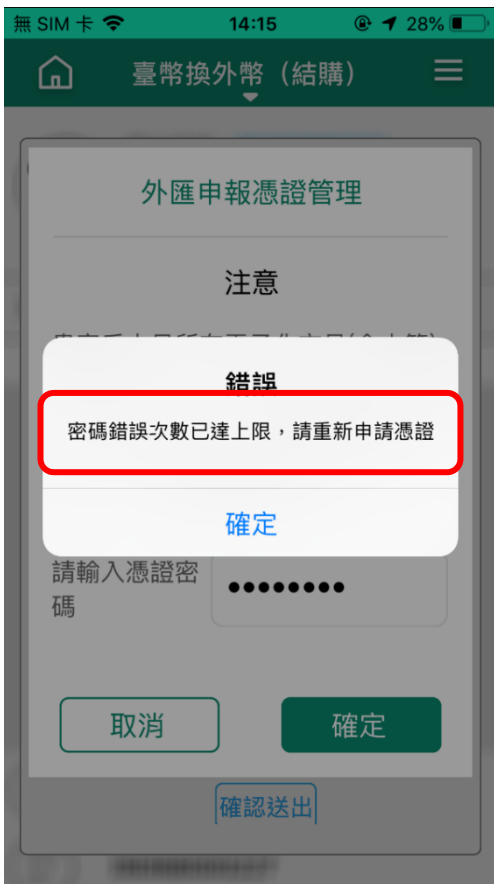 無 SIM 卡 14:15 28%
臺幣換外幣（結購）
外匯申報憑證管理
注意
錯誤
密碼錯誤次數已達上限，請重新申請憑證
確定
請輸入憑證密
碼
取消 確定
確認送出